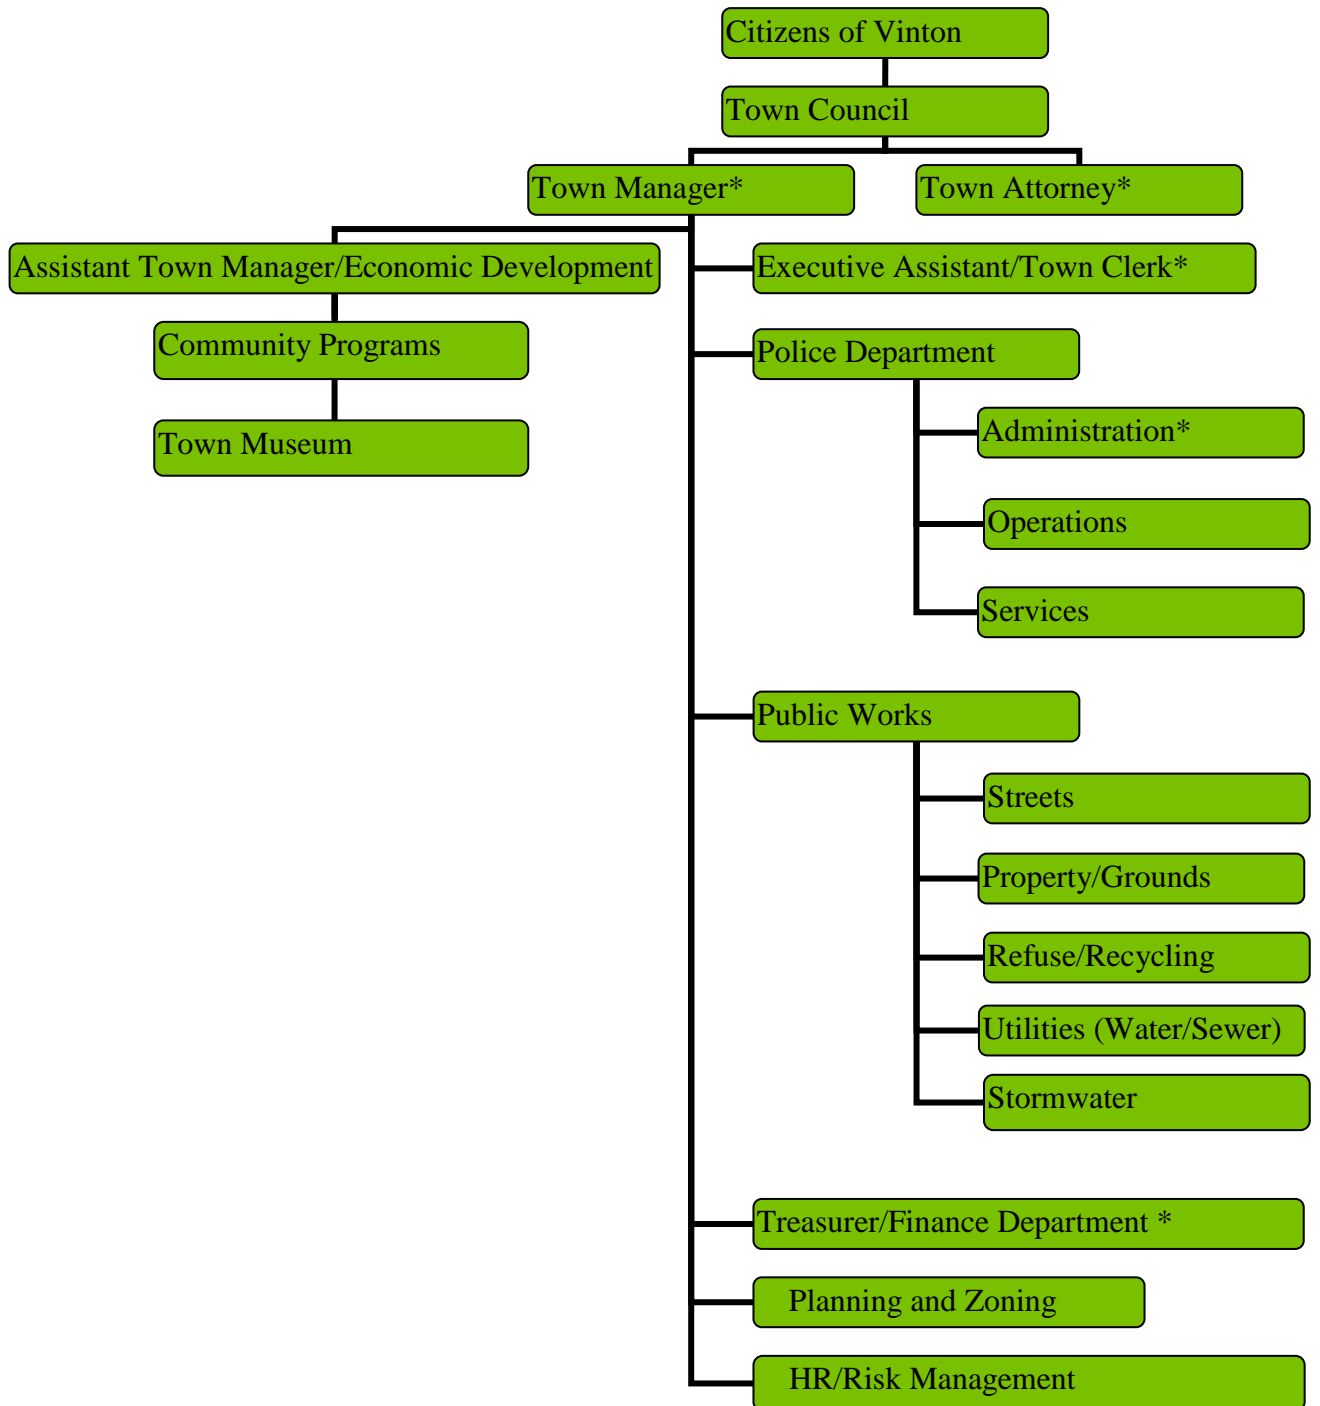 Citizens of Vinton
Town Council
Town Manager*
Town Attorney*
Assistant Town Manager/Economic Development
Executive Assistant/Town Clerk*
Community Programs
Police Department
Town Museum
Administration*
Operations
Services
Public Works
Streets
Property/Grounds
Refuse/Recycling
Utilities (Water/Sewer)
Stormwater
Treasurer/Finance Department *
Planning and Zoning
HR/Risk Management